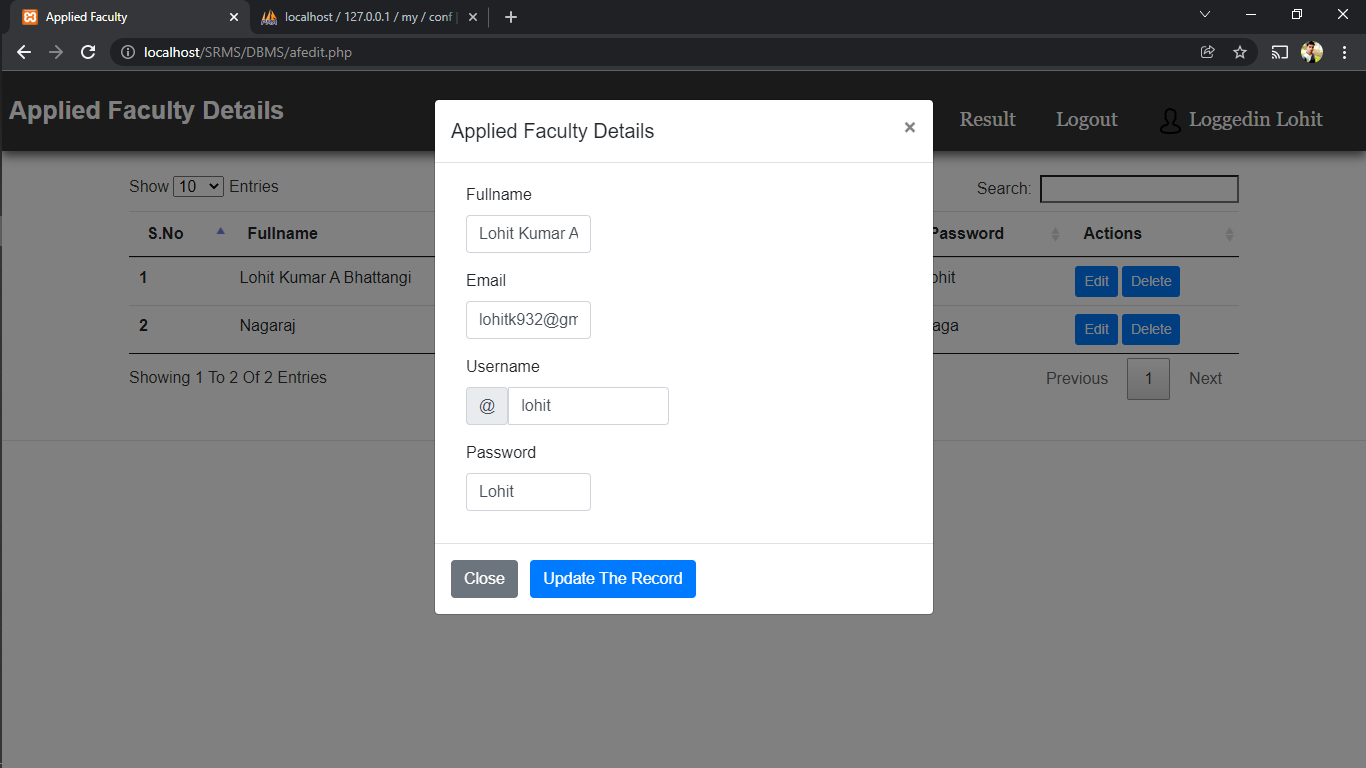 Applied Faculty
localhost / 127.0.0.1 / my / conf
localhost/SRMS/DBMS/afedit.php
Applied Faculty Details
Result
Logout
Loggedin Lohit
Show 10 Entries
Search:
S.No
Fullname
Password
Actions
1
Lohit Kumar A Bhattangi
ohit
Edit
Delete
2
Nagaraj
aga
Edit
Delete
Showing 1 To 2 Of 2 Entries
Previous
1
Next
Applied Faculty Details
×
Fullname
Lohit Kumar A
Email
lohitk932@gm
Username
@ lohit
Password
Lohit
Close
Update The Record